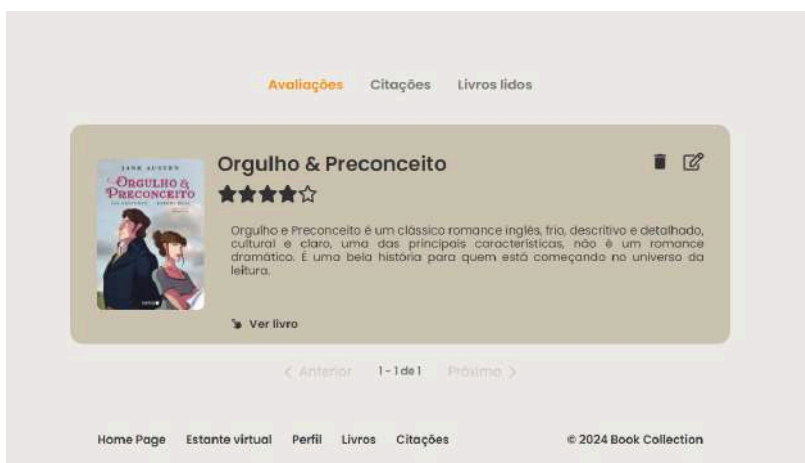 Avaliações Citações Livros lidos
JANE AUSTEN
ORGULHO &
PRECONCEITO
Orgulho & Preconceito
Orgulho e Preconceito é um clássico romance inglês, frio, descritivo e detalhado,
cultural e claro, uma das principais características, não é um romance
dramático. É uma bela história para quem está começando no universo da
leitura.
Ver livro
Anterior 1 - 1 de 1 Próximo
Home Page Estante virtual Perfil Livros Citações © 2024 Book Collection